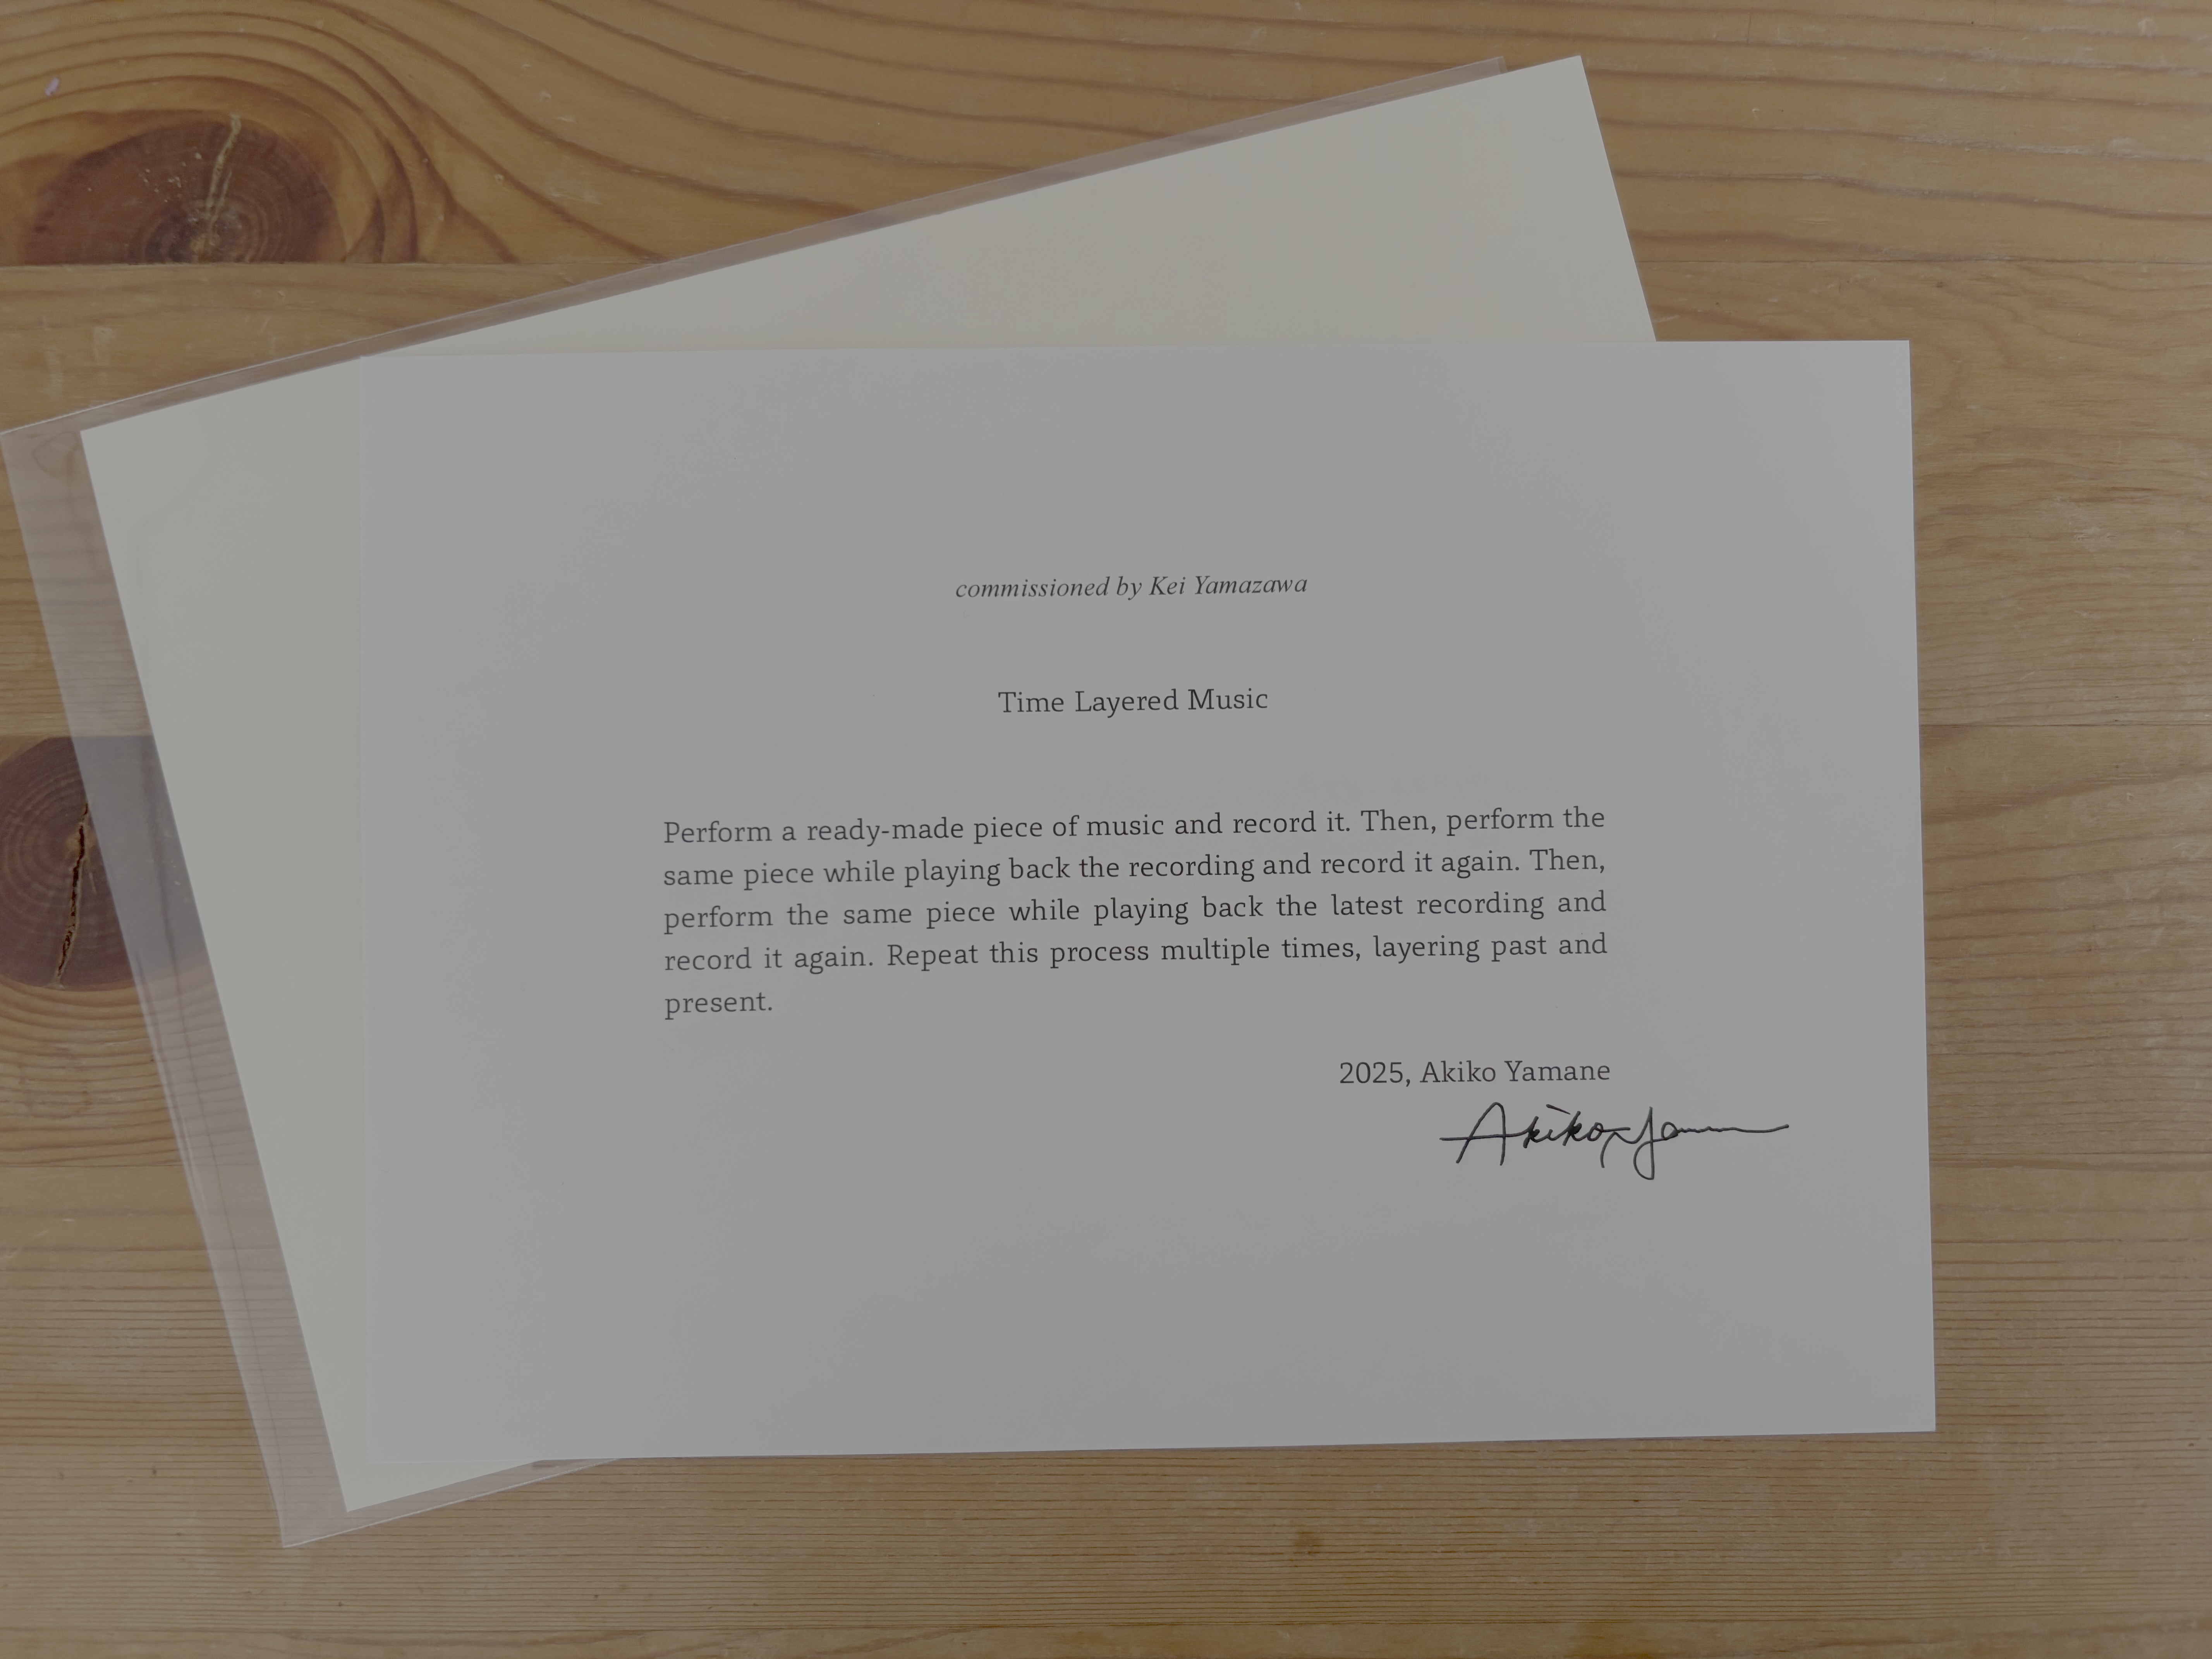 commissioned by Kei Yamazawa
Time Layered Music
Perform a ready-made piece of music and record it. Then, perform the
same piece while playing back the recording and record it again. Then,
perform the same piece while playing back the latest recording and
record it again. Repeat this process multiple times, layering past and
present.
2025, Akiko Yamane
Akiko Yamane